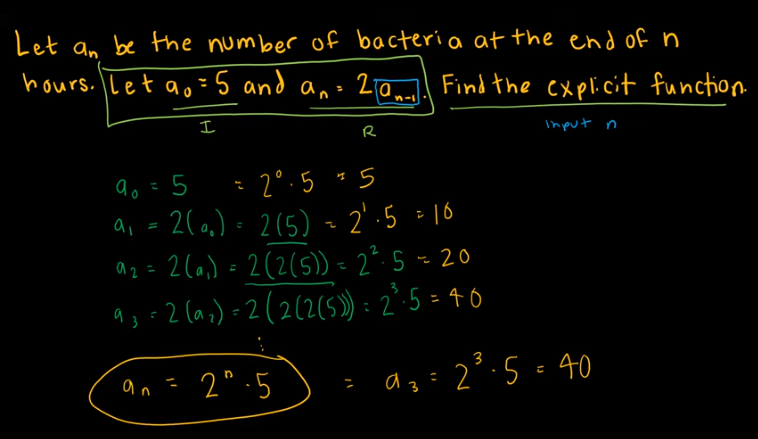 Let aₙ be the number of bacteria at the end of n
hours. Let a₀ = 5 and aₙ = 2aₙ₋₁. Find the explicit function.
I R input n
a₀ = 5 = 2⁰ · 5 = 5
a₁ = 2(a₀) = 2(5) = 2¹ · 5 = 10
a₂ = 2(a₁) = 2(2(5)) = 2² · 5 = 20
a₃ = 2(a₂) = 2(2(2(5))) = 2³ · 5 = 40
⋮
aₙ = 2ⁿ · 5 = a₃ = 2³ · 5 = 40